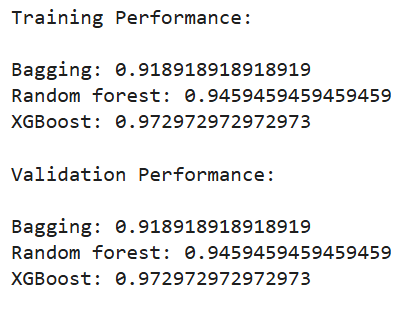 Training Performance:
Bagging: 0.918918918918919
Random forest: 0.9459459459459459
XGBoost: 0.972972972972973
Validation Performance:
Bagging: 0.918918918918919
Random forest: 0.9459459459459459
XGBoost: 0.972972972972973